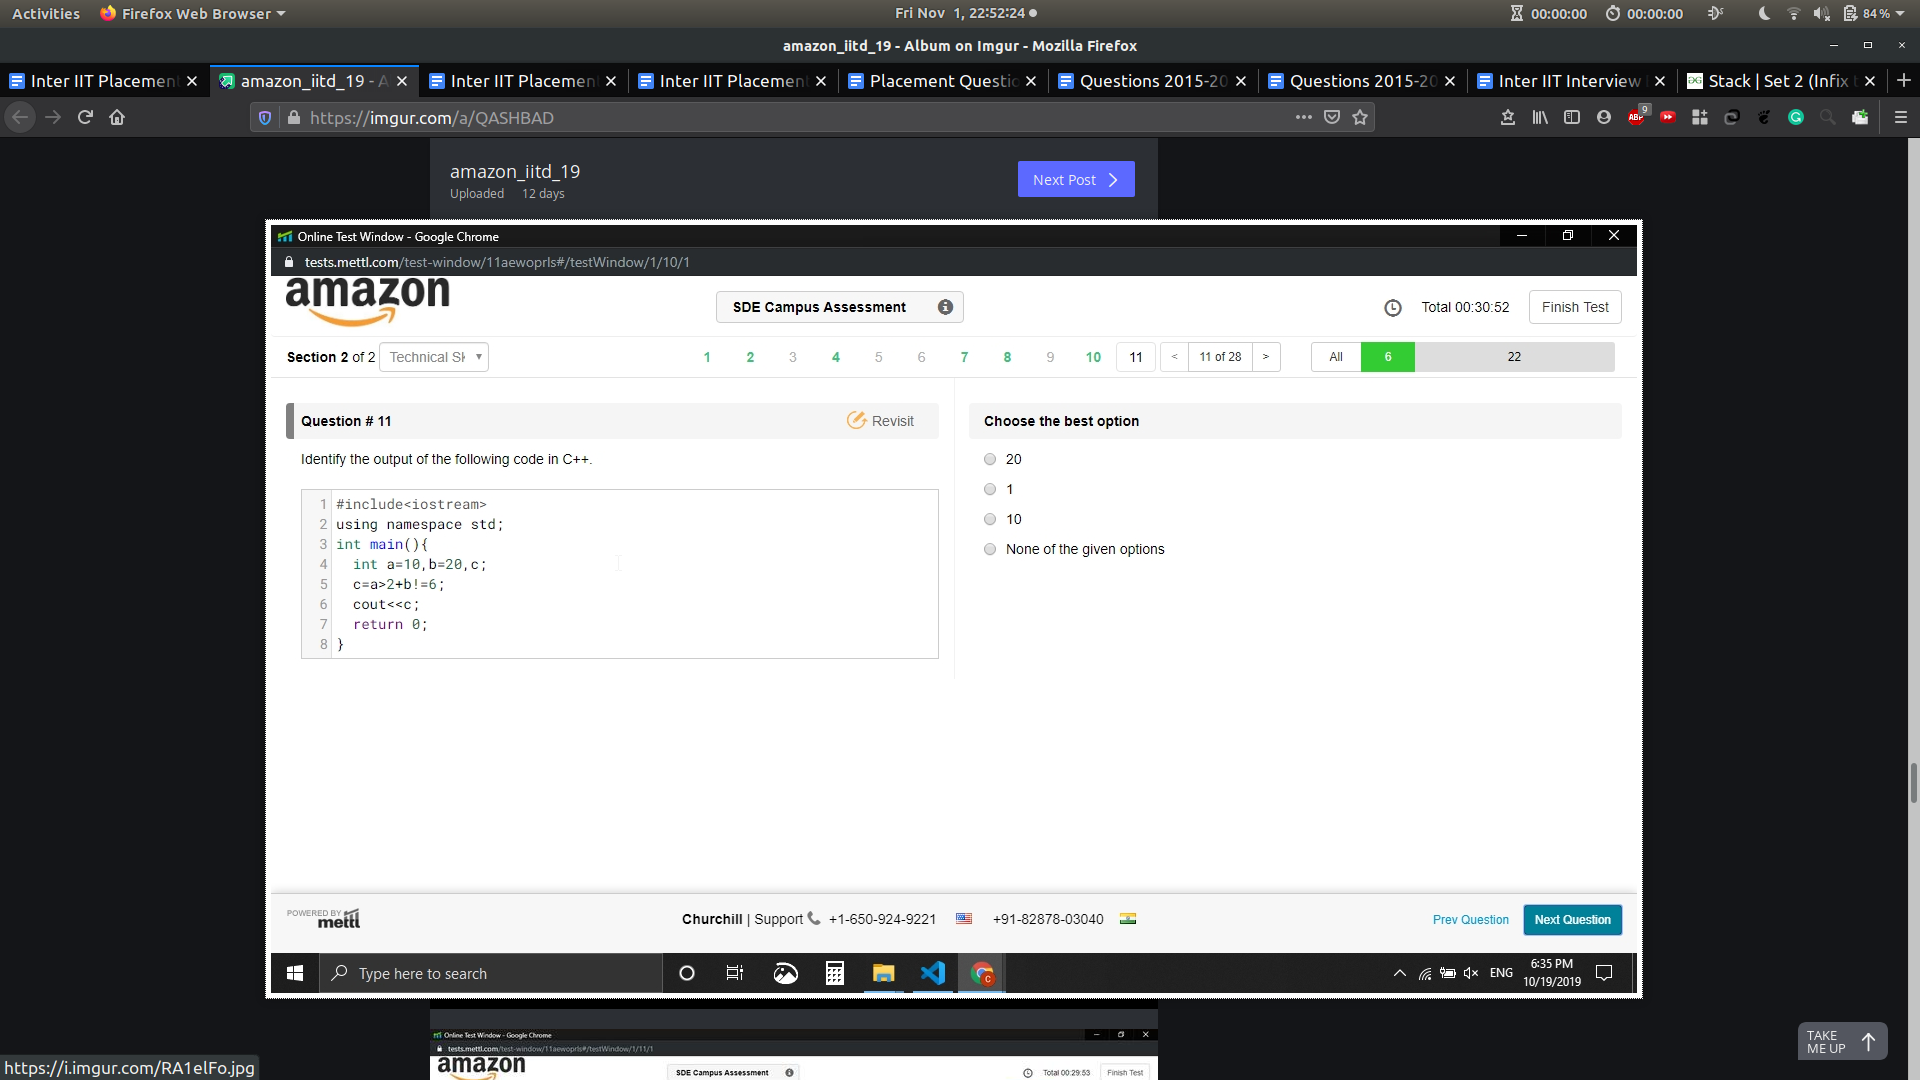 Activities Firefox Web Browser Fri Nov 1, 22:52:24 00:00:00 00:00:00 84 %
amazon_iitd_19 - Album on Imgur - Mozilla Firefox
Inter IIT Placemen amazon_iitd_19 - A Inter IIT Placemen Inter IIT Placemen Placement Questio Questions 2015-20 Questions 2015-20 Inter IIT Interview Stack | Set 2 (Infix t
https://imgur.com/a/QASHBAD ABP 9
amazon_iitd_19
Uploaded 12 days
Next Post
Online Test Window - Google Chrome
tests.mettl.com/test-window/11aewoprls#/testWindow/1/10/1
amazon
SDE Campus Assessment
Total 00:30:52 Finish Test
Section 2 of 2 Technical Sk 1 2 3 4 5 6 7 8 9 10 11 < 11 of 28 > All 6 22
Question # 11 Revisit
Choose the best option
Identify the output of the following code in C++.
1 #include<iostream>
2 using namespace std;
3 int main(){
4 int a=10,b=20,c;
5 c=a>2+b!=6;
6 cout<<c;
7 return 0;
8 }
20
1
10
None of the given options
POWERED BY
mettl
Churchill | Support +1-650-924-9221 +91-82878-03040
Prev Question Next Question
Type here to search
ENG 6:35 PM
10/19/2019
Online Test Window - Google Chrome
tests.mettl.com/test-window/11aewoprls#/testWindow/1/11/1
amazon
SDE Campus Assessment
Total 00:29:53 Finish Test
TAKE
ME UP
https://i.imgur.com/RA1elFo.jpg